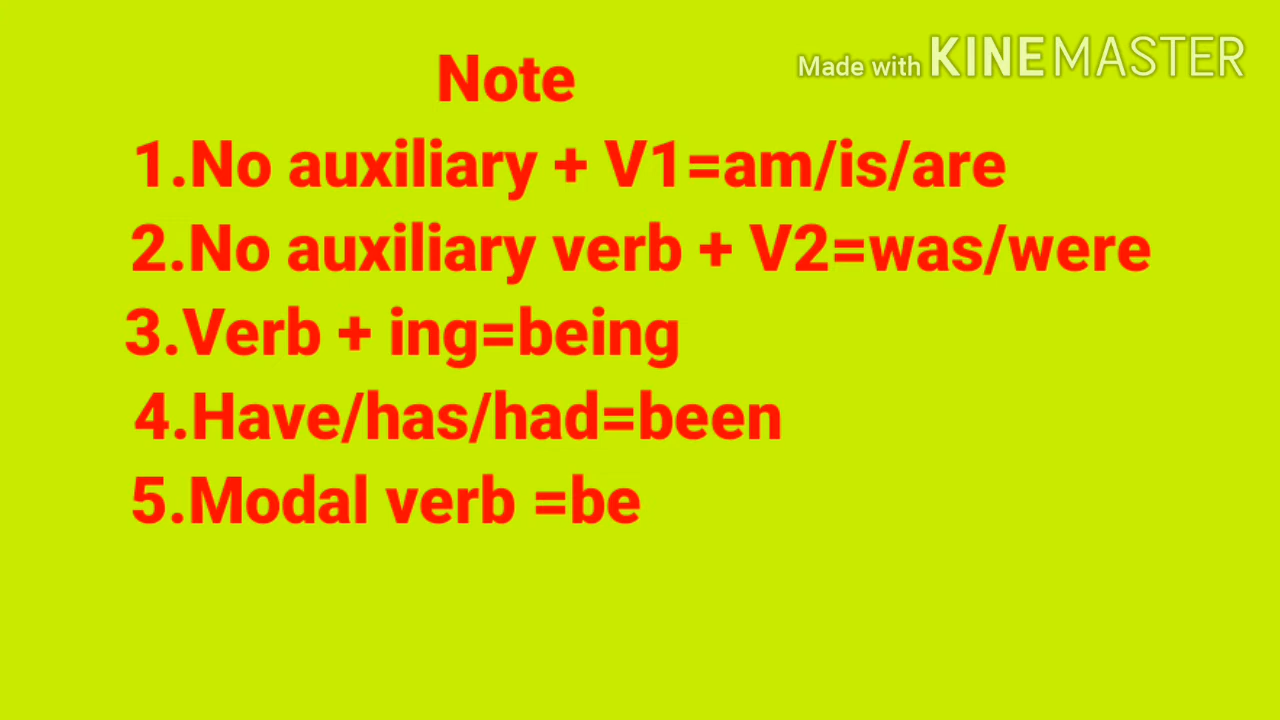 Note
Made with KINEMASTER
1.No auxiliary + V1=am/is/are
2.No auxiliary verb + V2=was/were
3.Verb + ing=being
4.Have/has/had=been
5.Modal verb =be